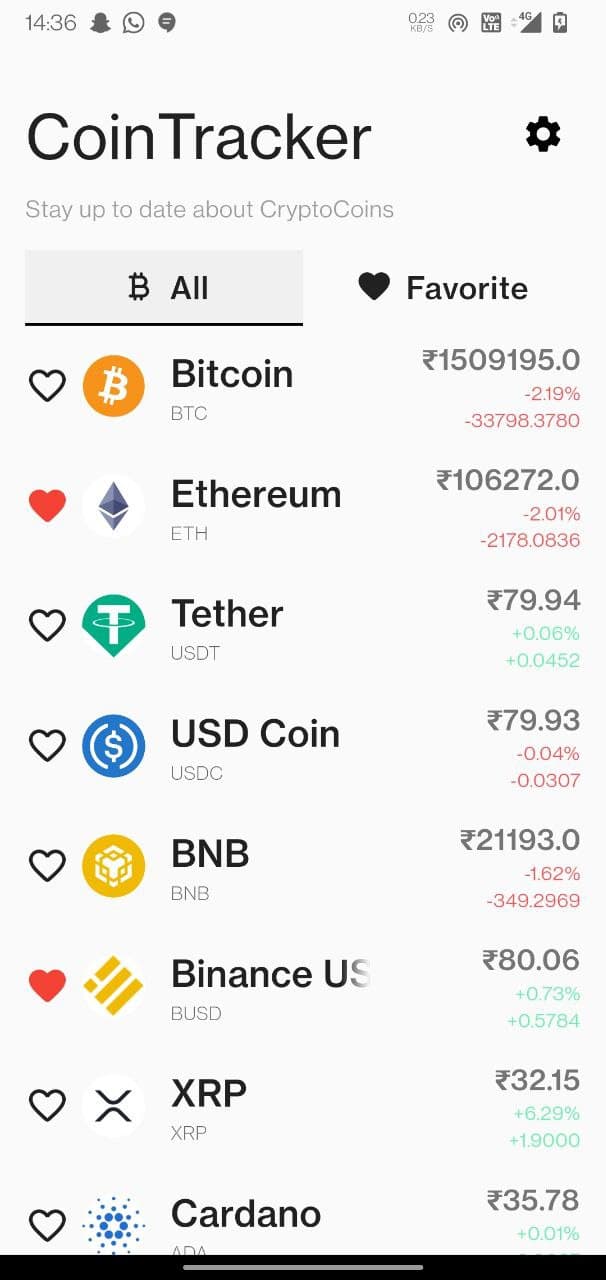 14:36
0.23 KB/S
Vo LTE
4G
CoinTracker
Stay up to date about CryptoCoins
All
Favorite
Bitcoin
BTC
₹1509195.0
-2.19%
-33798.3780
Ethereum
ETH
₹106272.0
-2.01%
-2178.0836
Tether
USDT
₹79.94
+0.06%
+0.0452
USD Coin
USDC
₹79.93
-0.04%
-0.0307
BNB
BNB
₹21193.0
-1.62%
-349.2969
Binance US
BUSD
₹80.06
+0.73%
+0.5784
XRP
XRP
₹32.15
+6.29%
+1.9000
Cardano
ADA
₹35.78
+0.01%